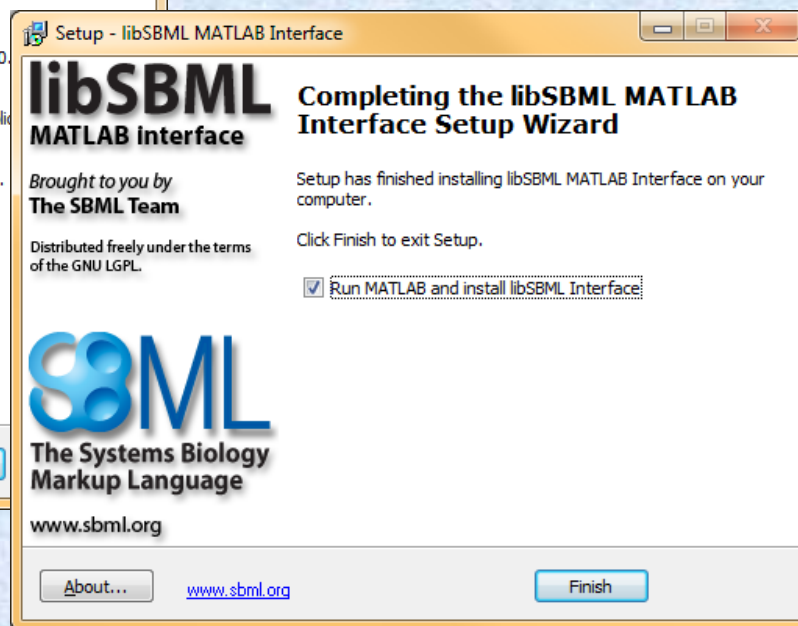 Setup - libSBML MATLAB Interface
libSBML
MATLAB interface
Brought to you by
The SBML Team
Distributed freely under the terms
of the GNU LGPL.
SBML
The Systems Biology
Markup Language
www.sbml.org
Completing the libSBML MATLAB
Interface Setup Wizard
Setup has finished installing libSBML MATLAB Interface on your
computer.
Click Finish to exit Setup.
Run MATLAB and install libSBML Interface
About...
www.sbml.org
Finish